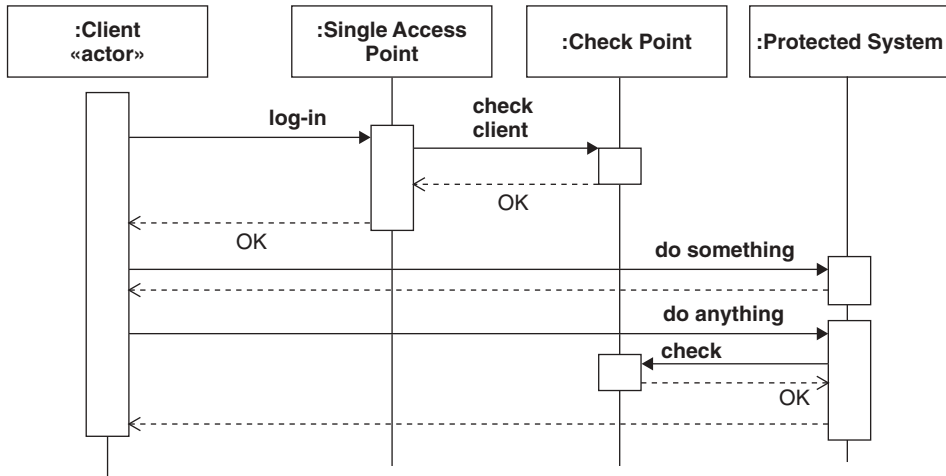 :Client
«actor»
:Single Access
Point
:Check Point
:Protected System
log-in
check
client
OK
OK
do something
do anything
check
OK